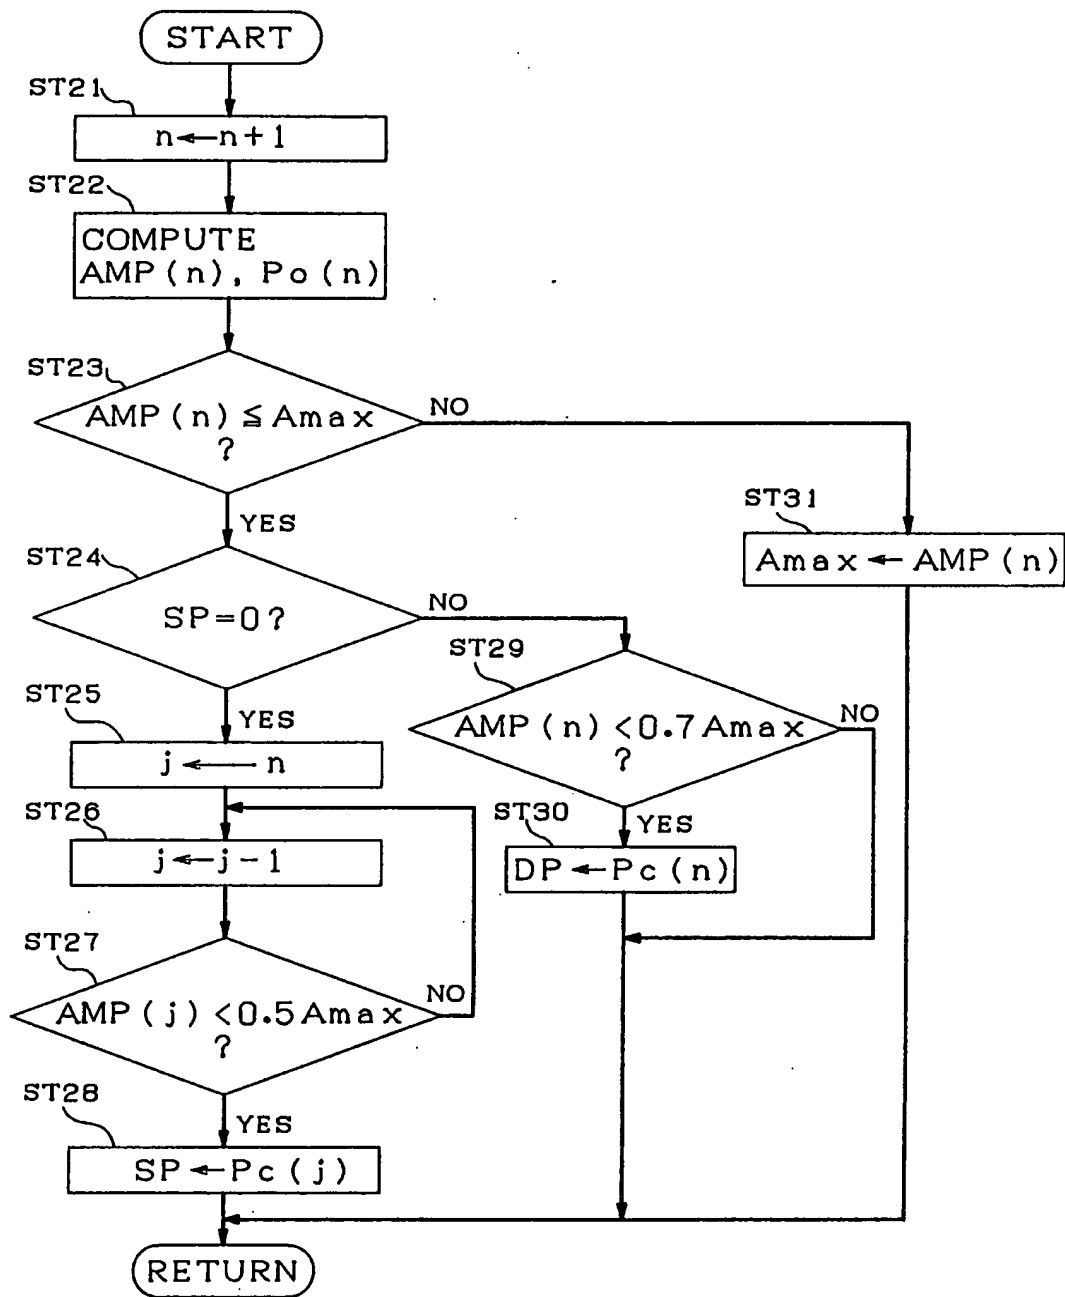 START
ST21
n←n+1
ST22
COMPUTE
AMP(n), Po(n)
ST23
AMP(n)≦Amax
?
NO
YES
ST31
Amax ← AMP(n)
ST24
SP=0?
NO
YES
ST29
AMP(n)<0.7Amax
?
NO
YES
ST25
j ← n
ST26
j←j-1
ST30
DP←Pc(n)
ST27
AMP(j)<0.5Amax
?
NO
YES
ST28
SP←Pc(j)
RETURN